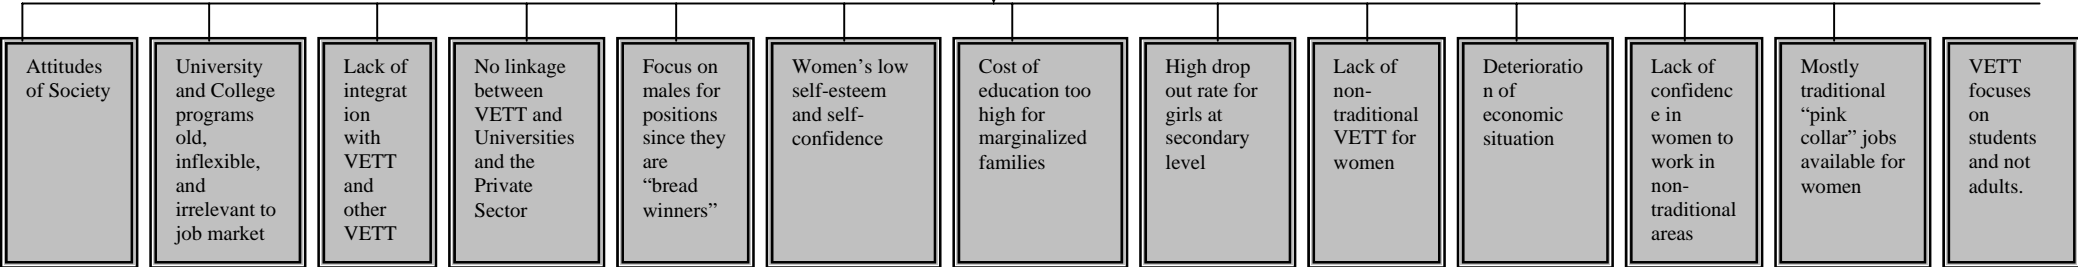 Attitudes
of Society
University
and College
programs
old,
inflexible,
and
irrelevant to
job market
Lack of
integrat
ion
with
VETT
and
other
VETT
No linkage
between
VETT and
Universities
and the
Private
Sector
Focus on
males for
positions
since they
are
“bread
winners”
Women’s low
self-esteem
and self-
confidence
Cost of
education too
high for
marginalized
families
High drop
out rate for
girls at
secondary
level
Lack of
non-
traditional
VETT for
women
Deterioratio
n of
economic
situation
Lack of
confidenc
e in
women to
work in
non-
traditional
areas
Mostly
traditional
“pink
collar” jobs
available for
women
VETT
focuses
on
students
and not
adults.